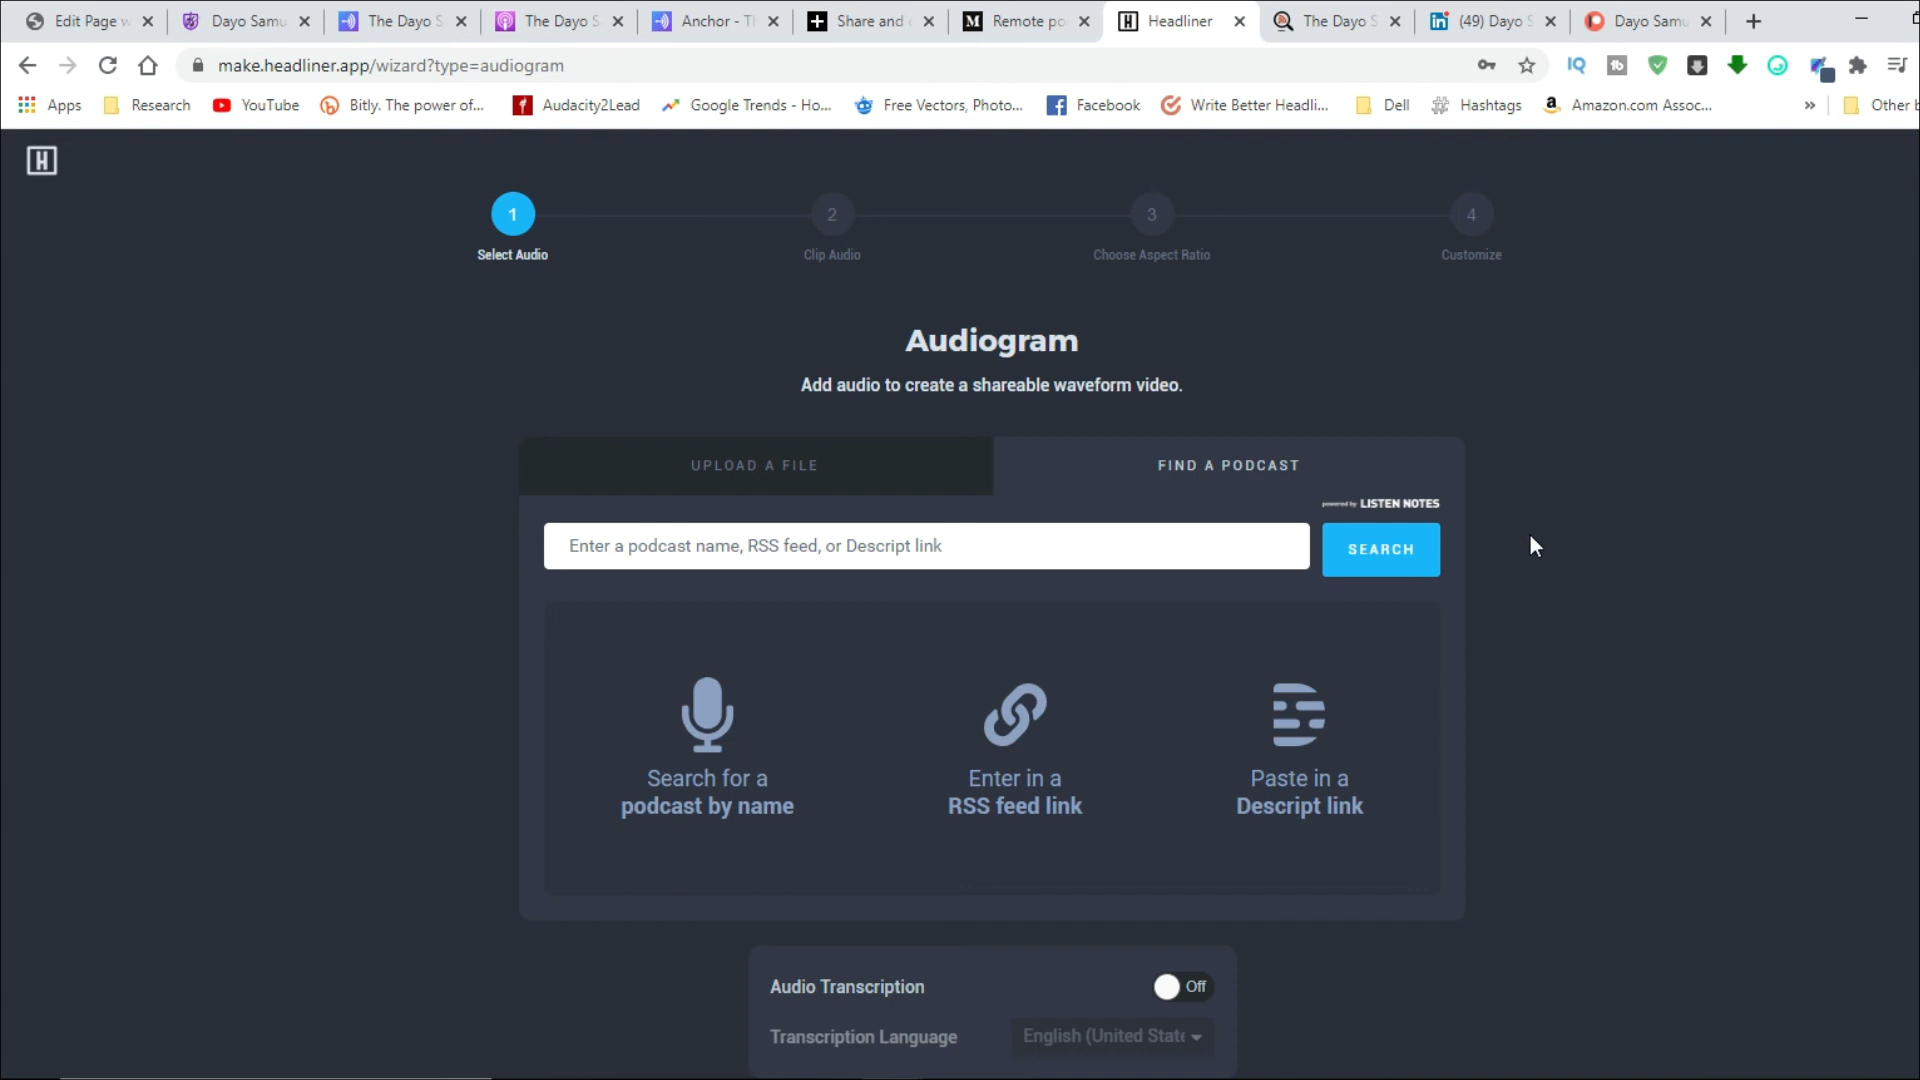 Edit Page w
Dayo Samu
The Dayo S
The Dayo S
Anchor - Th
Share and
Remote po
Headliner
The Dayo S
(49) Dayo S
Dayo Samu
make.headliner.app/wizard?type=audiogram
Apps
Research
YouTube
Bitly. The power of...
Audacity2Lead
Google Trends - Ho...
Free Vectors, Photo...
Facebook
Write Better Headli...
Dell
Hashtags
Amazon.com Assoc...
Other b
H
1
2
3
4
Select Audio
Clip Audio
Choose Aspect Ratio
Customize
Audiogram
Add audio to create a shareable waveform video.
UPLOAD A FILE
FIND A PODCAST
powered by LISTEN NOTES
Enter a podcast name, RSS feed, or Descript link
SEARCH
Search for a
podcast by name
Enter in a
RSS feed link
Paste in a
Descript link
Audio Transcription
Off
Transcription Language
English (United State